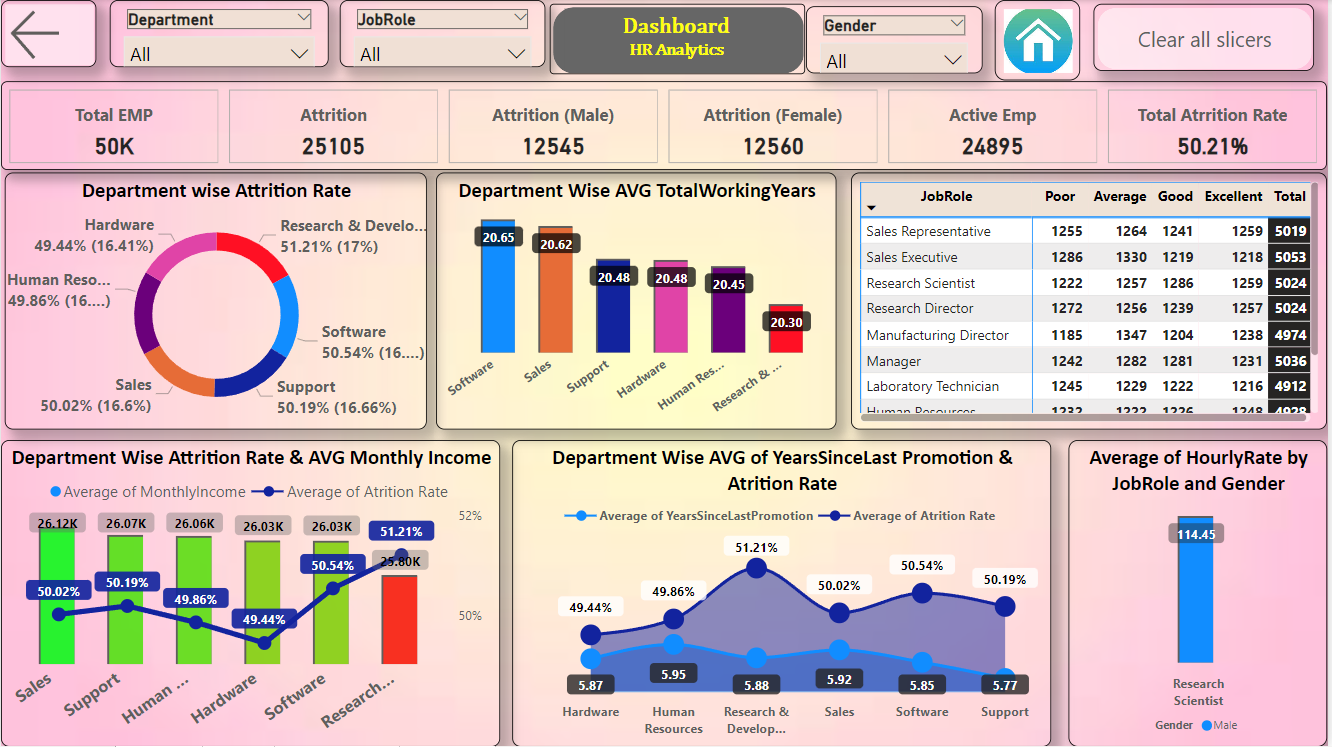 Department
All
JobRole
All
Dashboard
HR Analytics
Gender
All
Clear all slicers
Total EMP
50K
Attrition
25105
Attrition (Male)
12545
Attrition (Female)
12560
Active Emp
24895
Total Atrrition Rate
50.21%
Department wise Attrition Rate
Hardware
49.44% (16.41%)
Research & Develo...
51.21% (17%)
Human Reso...
49.86% (16....)
Software
50.54% (16....)
Sales
50.02% (16.6%)
Support
50.19% (16.66%)
Department Wise AVG TotalWorkingYears
20.65
20.62
20.48
20.48
20.45
20.30
Software
Sales
Support
Hardware
Human Res...
Research & ...
JobRole Poor Average Good Excellent Total
Sales Representative 1255 1264 1241 1259 5019
Sales Executive 1286 1330 1219 1218 5053
Research Scientist 1222 1257 1286 1259 5024
Research Director 1272 1256 1239 1257 5024
Manufacturing Director 1185 1347 1204 1238 4974
Manager 1242 1282 1281 1231 5036
Laboratory Technician 1245 1229 1222 1216 4912
Human Resources 1232 1222 1226 1248 4928
Department Wise Attrition Rate & AVG Monthly Income
Average of MonthlyIncome Average of Atrition Rate
26.12K
26.07K
26.06K
26.03K
26.03K
25.80K
52%
50%
50.02%
50.19%
49.86%
49.44%
50.54%
51.21%
Sales
Support
Human ...
Hardware
Software
Research...
Department Wise AVG of YearsSinceLast Promotion &
Atrition Rate
Average of YearsSinceLastPromotion Average of Atrition Rate
49.44%
49.86%
51.21%
50.02%
50.54%
50.19%
5.87
5.95
5.88
5.92
5.85
5.77
Hardware
Human
Resources
Research &
Develop...
Sales
Software
Support
Average of HourlyRate by
JobRole and Gender
114.45
Research
Scientist
Gender Male